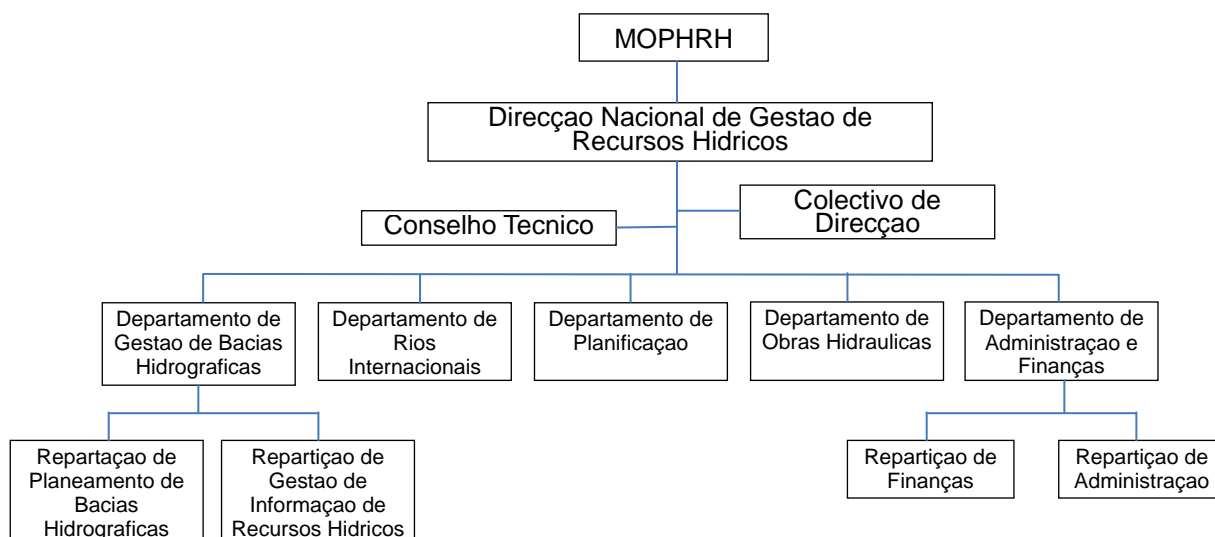 MOPHRH
Direcçao Nacional de Gestao de
Recursos Hidricos
Colectivo de
Direcçao
Conselho Tecnico
Departamento de
Gestao de Bacias
Hidrograficas
Departamento de
Rios
Internacionais
Departamento de
Planificaçao
Departamento de
Obras Hidraulicas
Departamento de
Administraçao e
Finanças
Repartaçao de
Planeamento de
Bacias
Hidrograficas
Repartiçao de
Gestao de
Informaçao de
Recursos Hidricos
Repartiçao de
Finanças
Repartiçao de
Administraçao